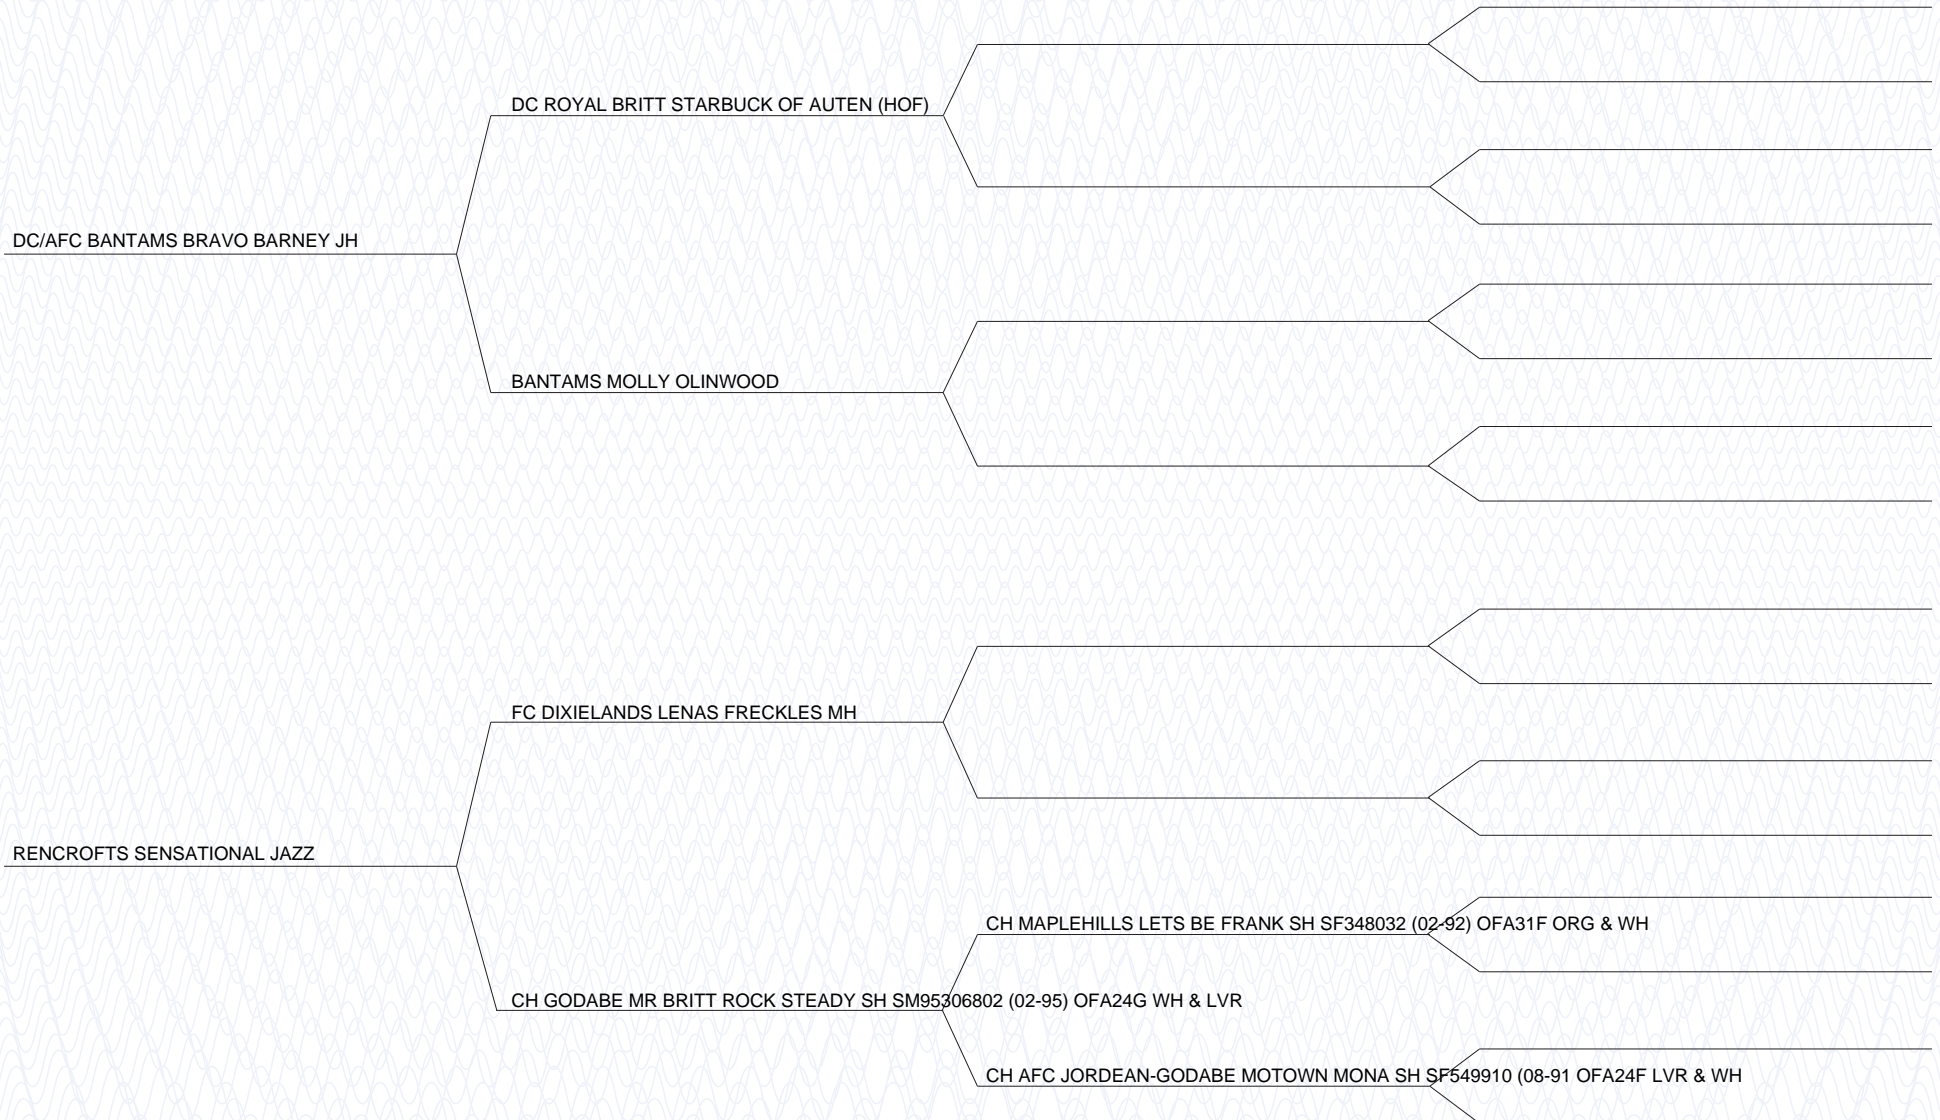 DC ROYAL BRITT STARBUCK OF AUTEN (HOF)
DC/AFC BANTAMS BRAVO BARNEY JH
BANTAMS MOLLY OLINWOOD
FC DIXIELANDS LENAS FRECKLES MH
RENCROFTS SENSATIONAL JAZZ
CH MAPLEHILLS LETS BE FRANK SH SF348032 (02-92) OFA31F ORG & WH
CH GODABE MR BRITT ROCK STEADY SH SM95306802 (02-95) OFA24G WH & LVR
CH AFC JORDEAN-GODABE MOTOWN MONA SH SF549910 (08-91 OFA24F LVR & WH